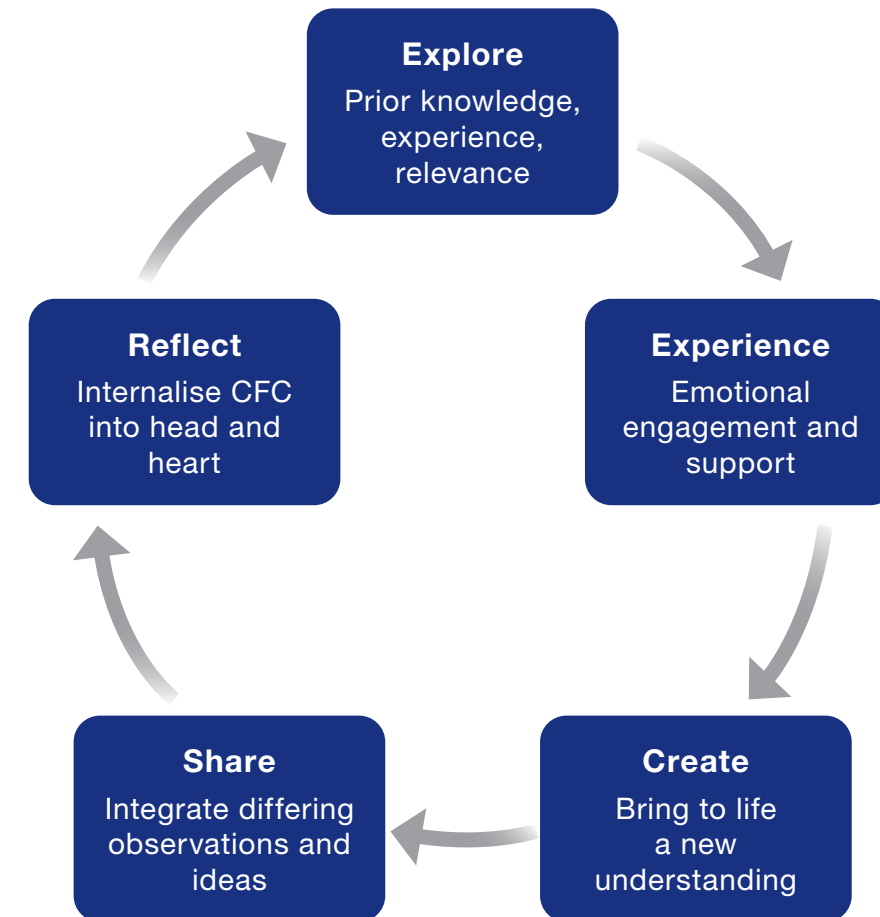 Explore
Prior knowledge,
experience,
relevance
Experience
Emotional
engagement and
support
Create
Bring to life
a new
understanding
Share
Integrate differing
observations and
ideas
Reflect
Internalise CFC
into head and
heart